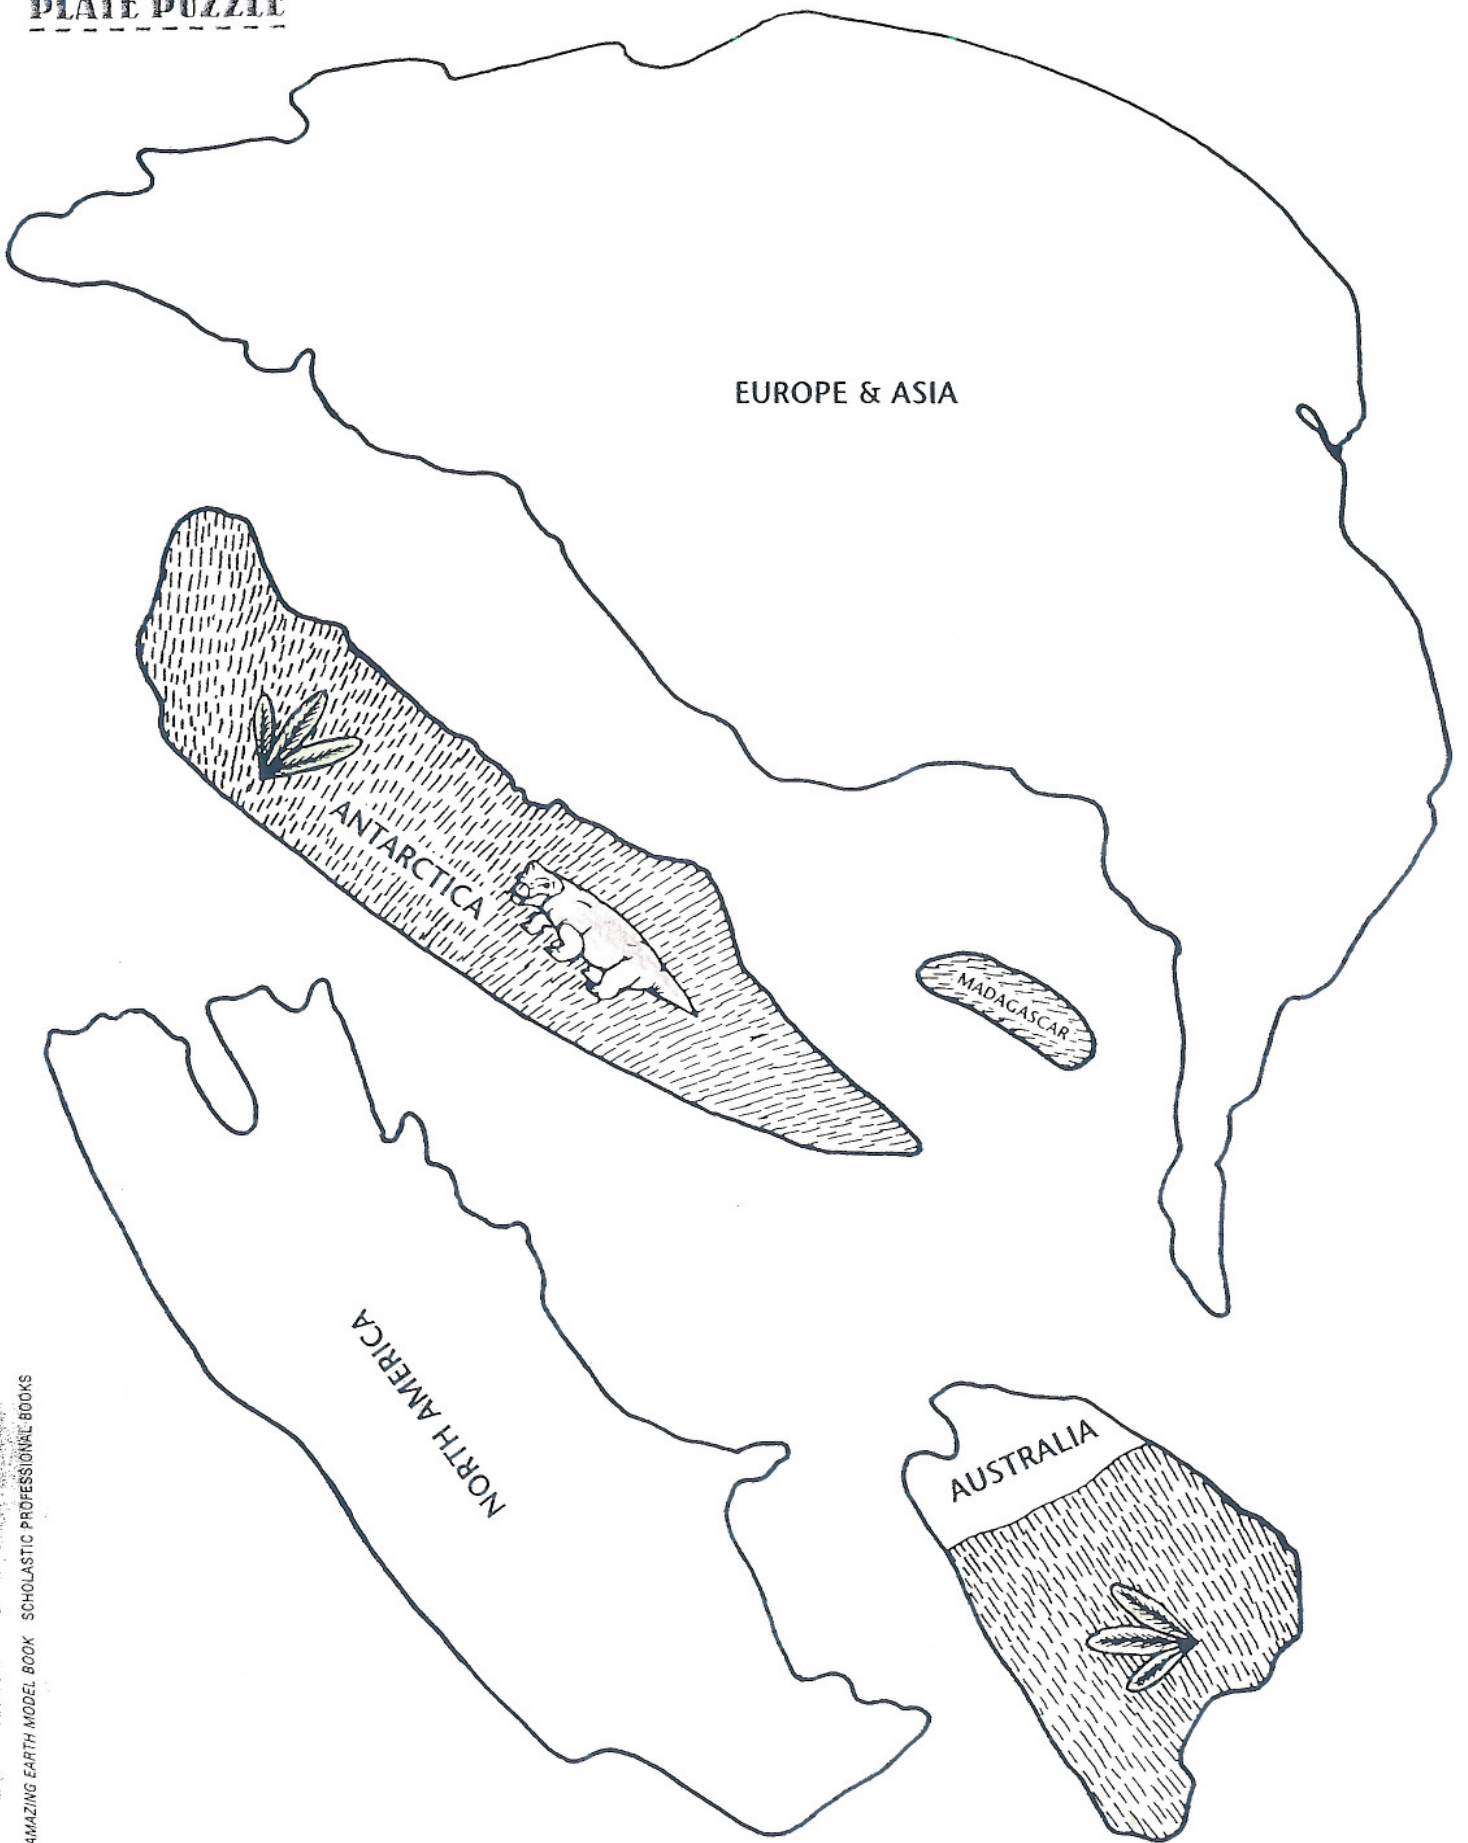 PLATE PUZZLE
EUROPE & ASIA
ANTARCTICA
MADAGASCAR
NORTH AMERICA
AUSTRALIA
AMAZING EARTH MODEL BOOK SCHOLASTIC PROFESSIONAL BOOKS